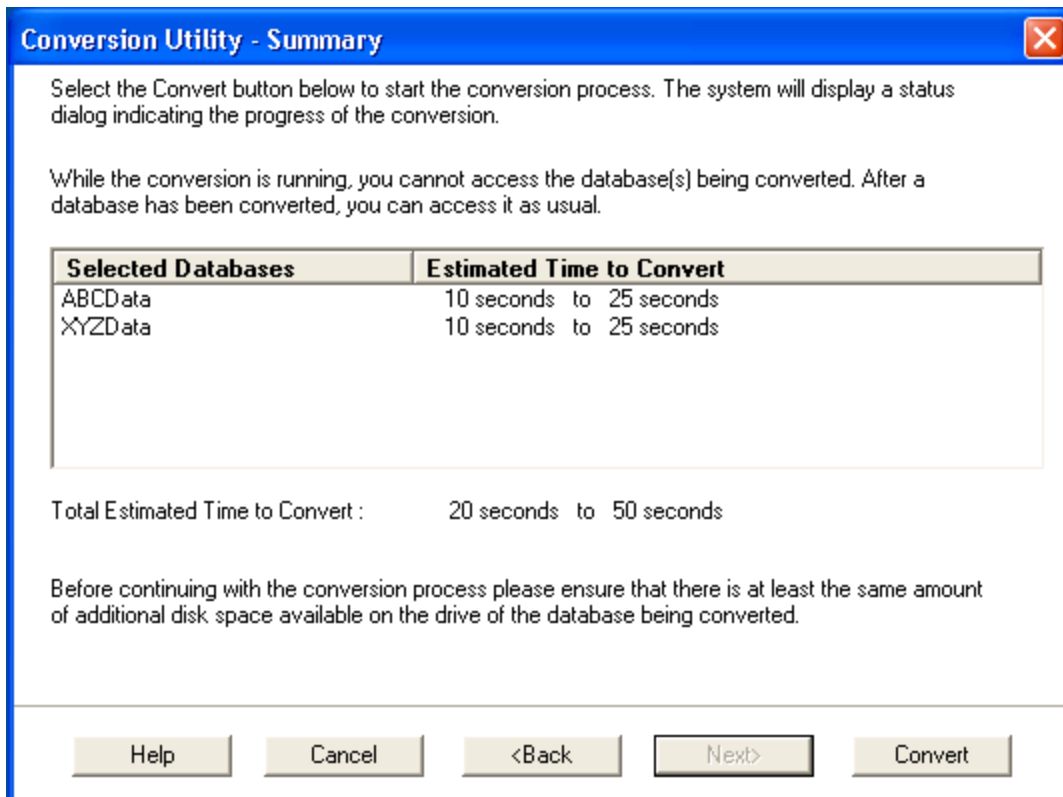 Conversion Utility - Summary
Select the Convert button below to start the conversion process. The system will display a status
dialog indicating the progress of the conversion.
While the conversion is running, you cannot access the database(s) being converted. After a
database has been converted, you can access it as usual.
Selected Databases Estimated Time to Convert
ABCData 10 seconds to 25 seconds
XYZData 10 seconds to 25 seconds
Total Estimated Time to Convert : 20 seconds to 50 seconds
Before continuing with the conversion process please ensure that there is at least the same amount
of additional disk space available on the drive of the database being converted.
Help Cancel <Back Next> Convert